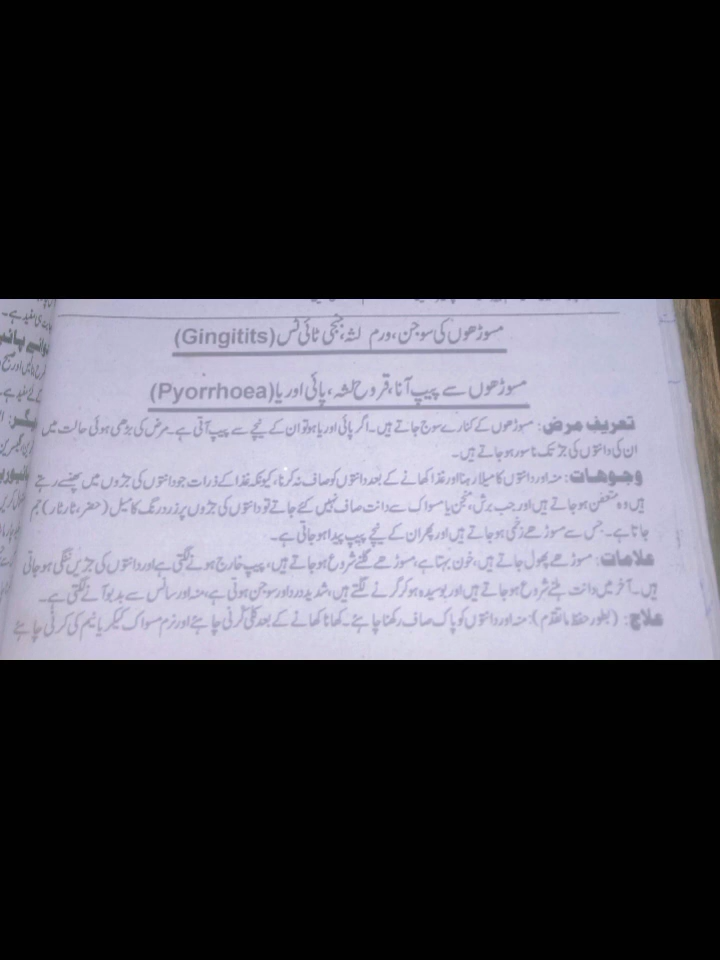 مسوڑھوں کی سوجن، ورم لثہ، جنجی ٹائی ٹس (Gingitits)
مسوڑھوں سے پیپ آنا، قروح لثہ، پائی اوریا (Pyorrhoea)
تعریف مرض: مسوڑھوں کے کنارے سوج جاتے ہیں۔ اگر پائی اوریا ہو تو ان کے نیچے سے پیپ آتی ہے۔ مرض کی بڑھی ہوئی حالت میں
ان کی دانتوں کی جڑ تک ناسور ہو جاتے ہیں۔
وجوہات: منہ اور دانتوں کا میلا رہنا اور غذا کھانے کے بعد دانتوں کو صاف نہ کرنا، کیونکہ غذا کے ذرات جو دانتوں کی جڑوں میں پھنسے رہتے
ہیں وہ متعفن ہو جاتے ہیں اور جب برش، منجن یا مسواک سے دانت صاف نہیں کئے جاتے تو دانتوں کی جڑوں پر زرد رنگ کا میل (حضر، ٹارٹار) جم
جاتا ہے۔ جس سے مسوڑھے زخمی ہو جاتے ہیں اور پھر ان کے نیچے پیپ پیدا ہو جاتی ہے۔
علامات: مسوڑھے پھول جاتے ہیں، خون بہتا ہے، مسوڑھے گلنے شروع ہو جاتے ہیں، پیپ خارج ہونے لگتی ہے اور دانتوں کی جڑیں ننگی ہو جاتی
ہیں۔ آخر میں دانت ہلنے شروع ہو جاتے ہیں اور بوسیدہ ہو کر گرنے لگتے ہیں، شدید درد اور سوجن ہوتی ہے، منہ اور سانس سے بدبو آنے لگتی ہے۔
علاج: (بطور حفظ ماتقدم): منہ اور دانتوں کو پاک صاف رکھنا چاہئے۔ کھانا کھانے کے بعد کلی کرنی چاہئے اور نرم مسواک کیکر یا نیم کی کرنی چاہئے